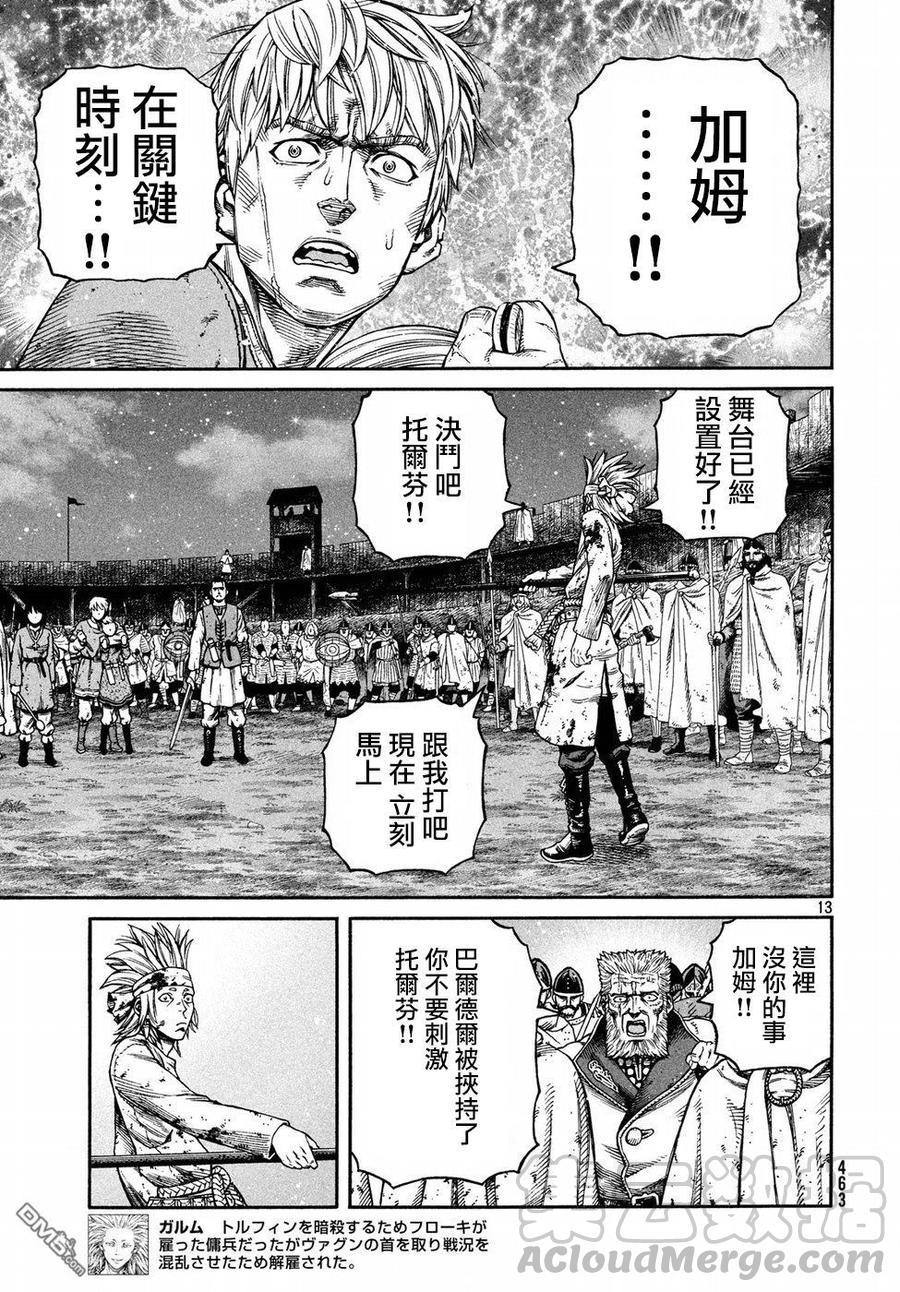 加姆
……!!
在關鍵
時刻…!!
舞台已經
設置好了!!
決鬥吧
托爾芬!!
跟我打吧
現在 立刻
馬上
13
這裡
沒你的事
加姆!!
巴爾德爾被挾持了
你不要刺激
托爾芬!!
463
ガルム トルフィンを暗殺するためフローキが
雇った傭兵だったがヴァグンの首を取り戦況を
混乱させたため解雇された。
集云数据
aCloudMerge.com